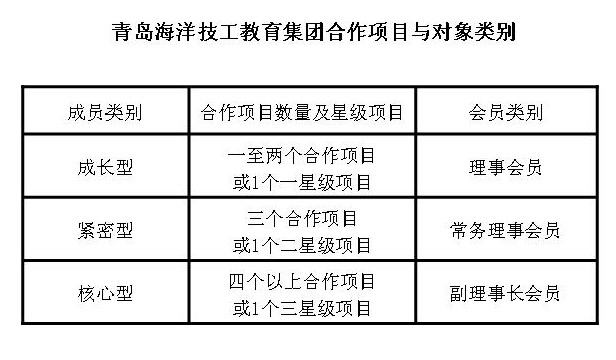 青岛海洋技工教育集团合作项目与对象类别
成员类别 合作项目数量及星级项目 会员类别
成长型 一至两个合作项目 理事会员
或1个一星级项目
紧密型 三个合作项目 常务理事会员
或1个二星级项目
核心型 四个以上合作项目 副理事长会员
或1个三星级项目